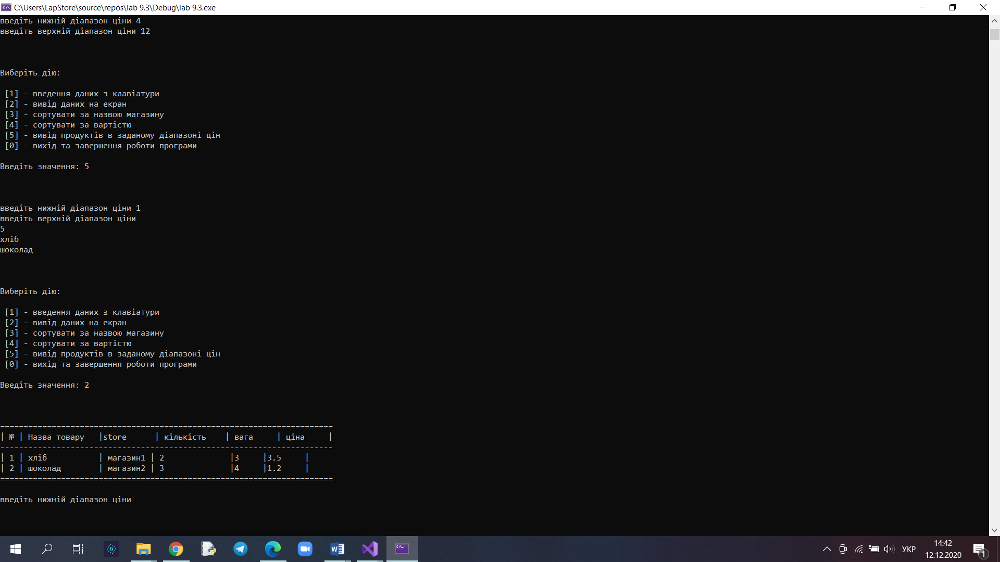 C:\Users\LapStore\source\repos\lab 9.3\Debug\lab 9.3.exe
введіть нижній діапазон ціни 4
введіть верхній діапазон ціни 12
Виберіть дію:
[1] - введення даних з клавіатури
[2] - вивід даних на екран
[3] - сортувати за назвою магазину
[4] - сортувати за вартістю
[5] - вивід продуктів в заданому діапазоні цін
[0] - вихід та завершення роботи програми
Введіть значення: 5
введіть нижній діапазон ціни 1
введіть верхній діапазон ціни
5
хліб
шоколад
Виберіть дію:
[1] - введення даних з клавіатури
[2] - вивід даних на екран
[3] - сортувати за назвою магазину
[4] - сортувати за вартістю
[5] - вивід продуктів в заданому діапазоні цін
[0] - вихід та завершення роботи програми
Введіть значення: 2
=======================================================================
| № | Назва товару   |store      | кількість    | вага     | ціна     |
-----------------------------------------------------------------------
| 1 | хліб           | магазин1 | 2              |3     |3.5     |
| 2 | шоколад        | магазин2 | 3              |4     |1.2     |
=======================================================================
введіть нижній діапазон ціни
УКР
14:42
12.12.2020
1